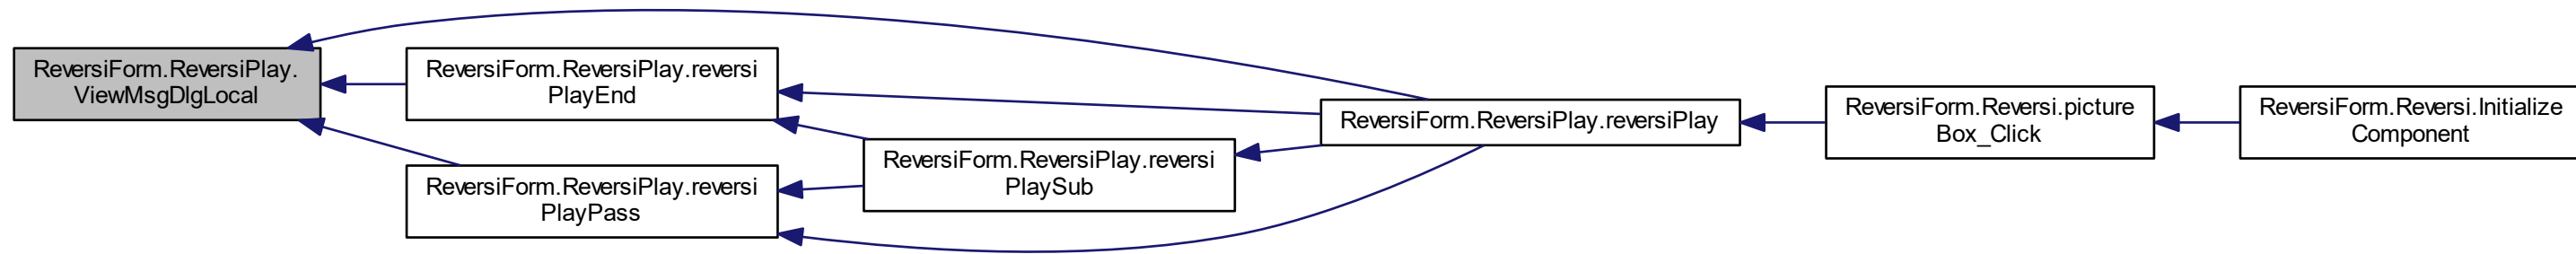 ReversiForm.ReversiPlay.
ViewMsgDlgLocal
ReversiForm.ReversiPlay.reversi
PlayEnd
ReversiForm.ReversiPlay.reversi
PlayPass
ReversiForm.ReversiPlay.reversi
PlaySub
ReversiForm.ReversiPlay.reversiPlay
ReversiForm.Reversi.picture
Box_Click
ReversiForm.Reversi.Initialize
Component